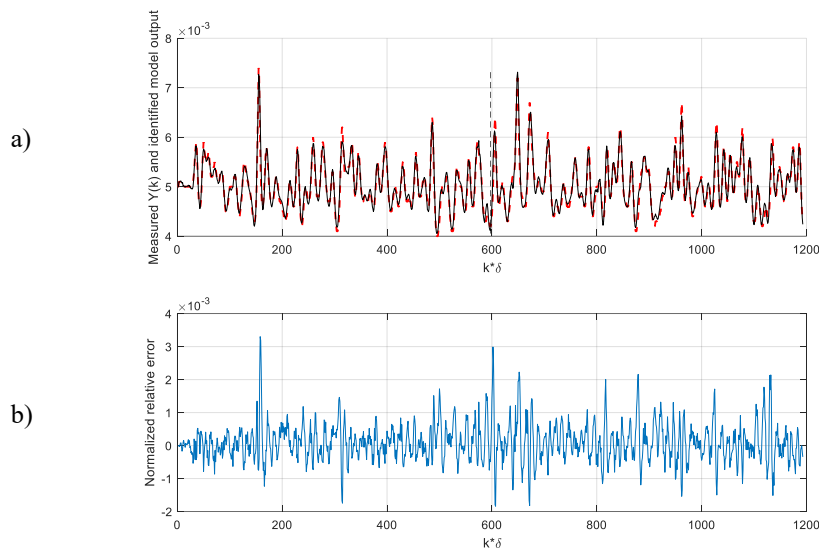 a)
×10⁻³
Measured Y(k) and identified model output
8
7
6
5
4
0 200 400 600 800 1000 1200
k*δ
b)
×10⁻³
Normalized relative error
4
3
2
1
0
-1
-2
0 200 400 600 800 1000 1200
k*δ